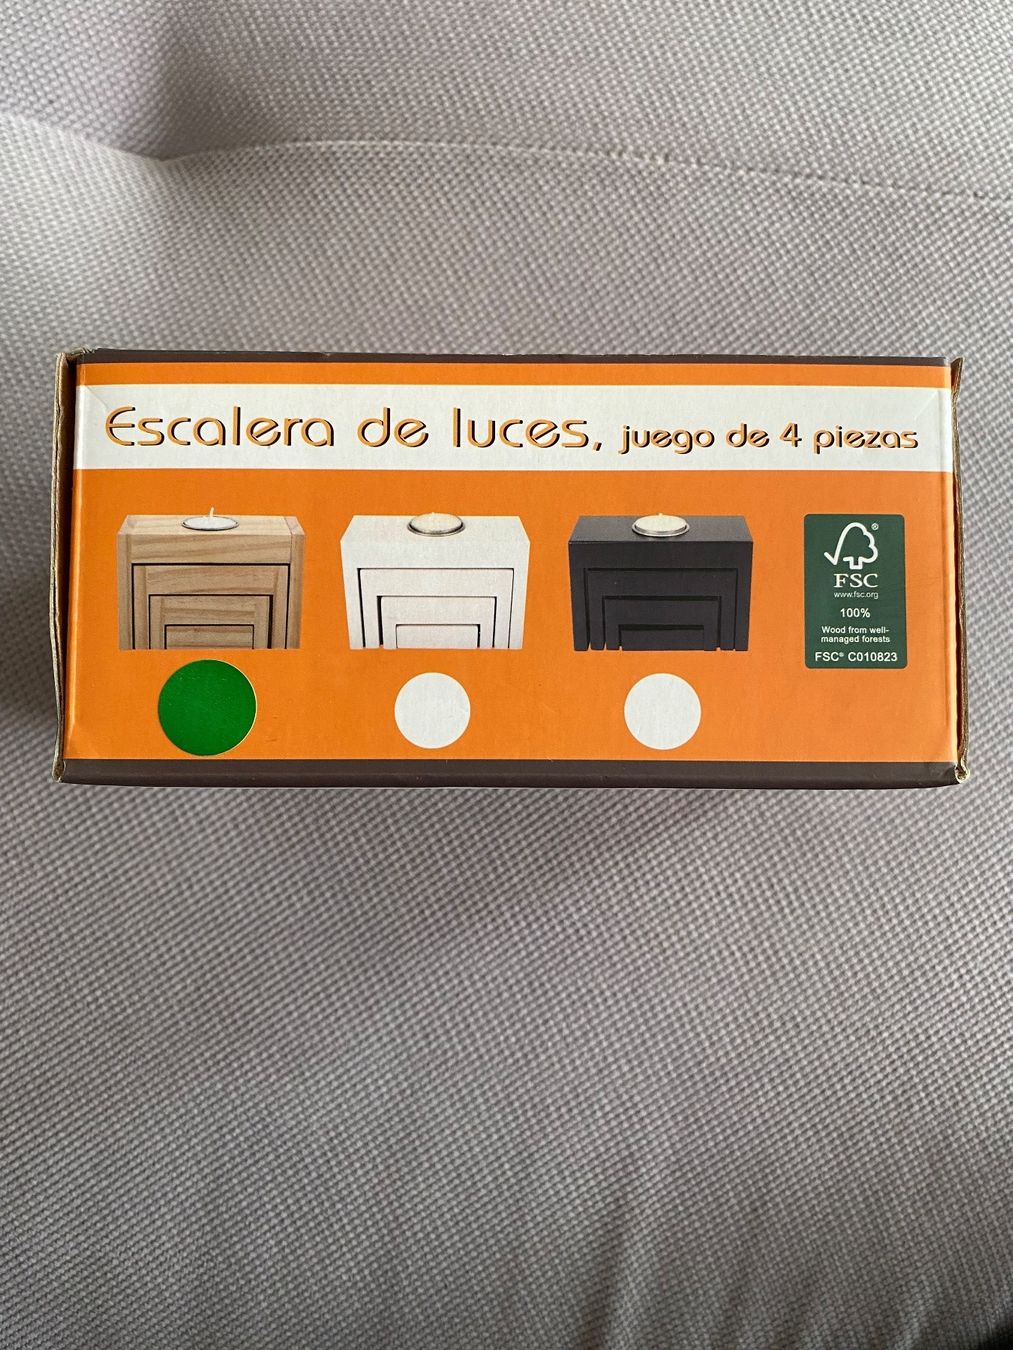 Escalera de luces, juego de 4 piezas
®
FSC
www.fsc.org
100%
Wood from well-
managed forests
FSC® C010823